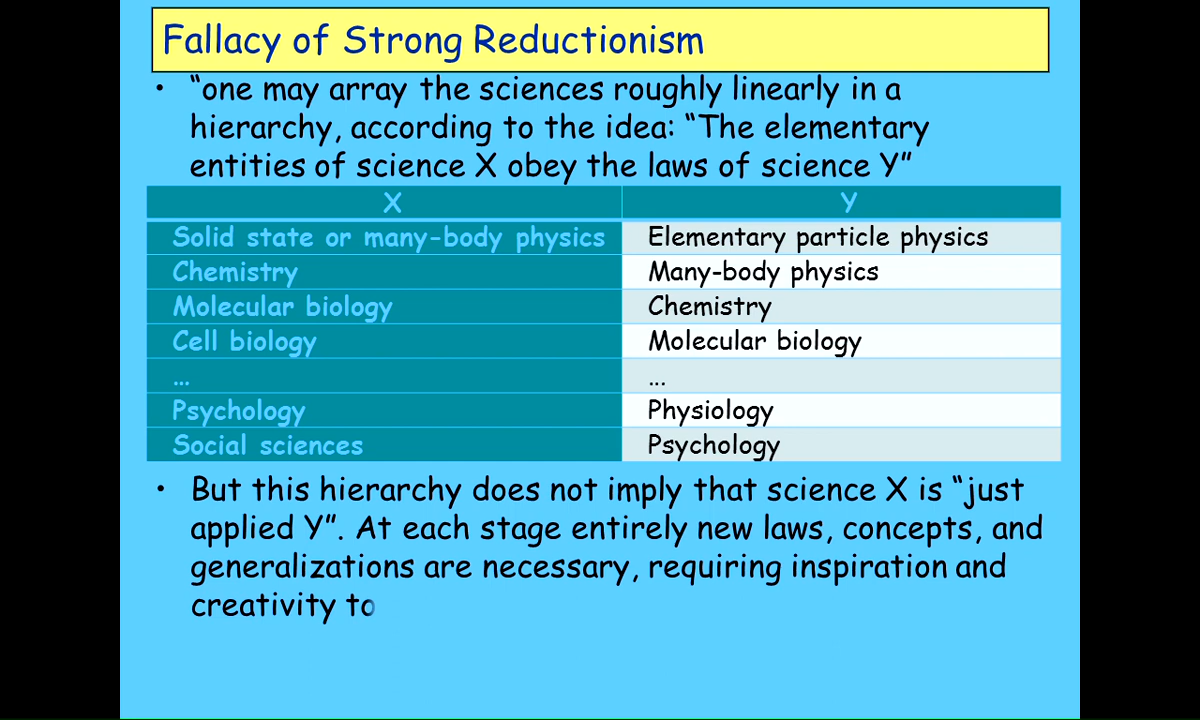 Fallacy of Strong Reductionism
• “one may array the sciences roughly linearly in a
hierarchy, according to the idea: “The elementary
entities of science X obey the laws of science Y”
X Y
Solid state or many-body physics Elementary particle physics
Chemistry Many-body physics
Molecular biology Chemistry
Cell biology Molecular biology
… …
Psychology Physiology
Social sciences Psychology
• But this hierarchy does not imply that science X is “just
applied Y”. At each stage entirely new laws, concepts, and
generalizations are necessary, requiring inspiration and
creativity to